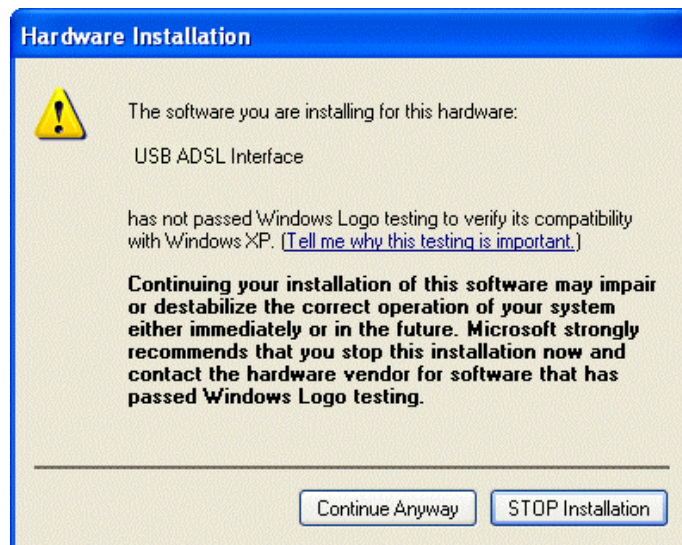 Hardware Installation
The software you are installing for this hardware:
USB ADSL Interface
has not passed Windows Logo testing to verify its compatibility
with Windows XP. (Tell me why this testing is important.)
Continuing your installation of this software may impair
or destabilize the correct operation of your system
either immediately or in the future. Microsoft strongly
recommends that you stop this installation now and
contact the hardware vendor for software that has
passed Windows Logo testing.
Continue Anyway
STOP Installation